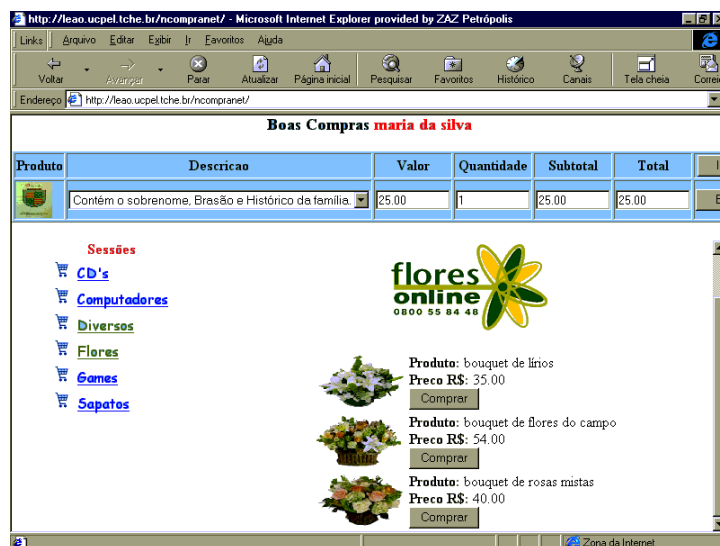 http://leao.ucpel.tche.br/ncompranet/ - Microsoft Internet Explorer provided by ZAZ Petrópolis
Links Arquivo Editar Exibir Ir Favoritos Ajuda
Voltar Avançar Parar Atualizar Página inicial Pesquisar Favoritos Histórico Canais Tela cheia Correio
Endereço http://leao.ucpel.tche.br/ncompranet/
Boas Compras maria da silva
Produto Descricao Valor Quantidade Subtotal Total
Contém o sobrenome, Brasão e Histórico da família. 25.00 1 25.00 25.00
Sessões
CD's
Computadores
Diversos
Flores
Games
Sapatos
flores
online
0800 55 84 48
Produto: bouquet de lírios
Preco R$: 35.00
Comprar
Produto: bouquet de flores do campo
Preco R$: 54.00
Comprar
Produto: bouquet de rosas mistas
Preco R$: 40.00
Comprar
Zona da Internet